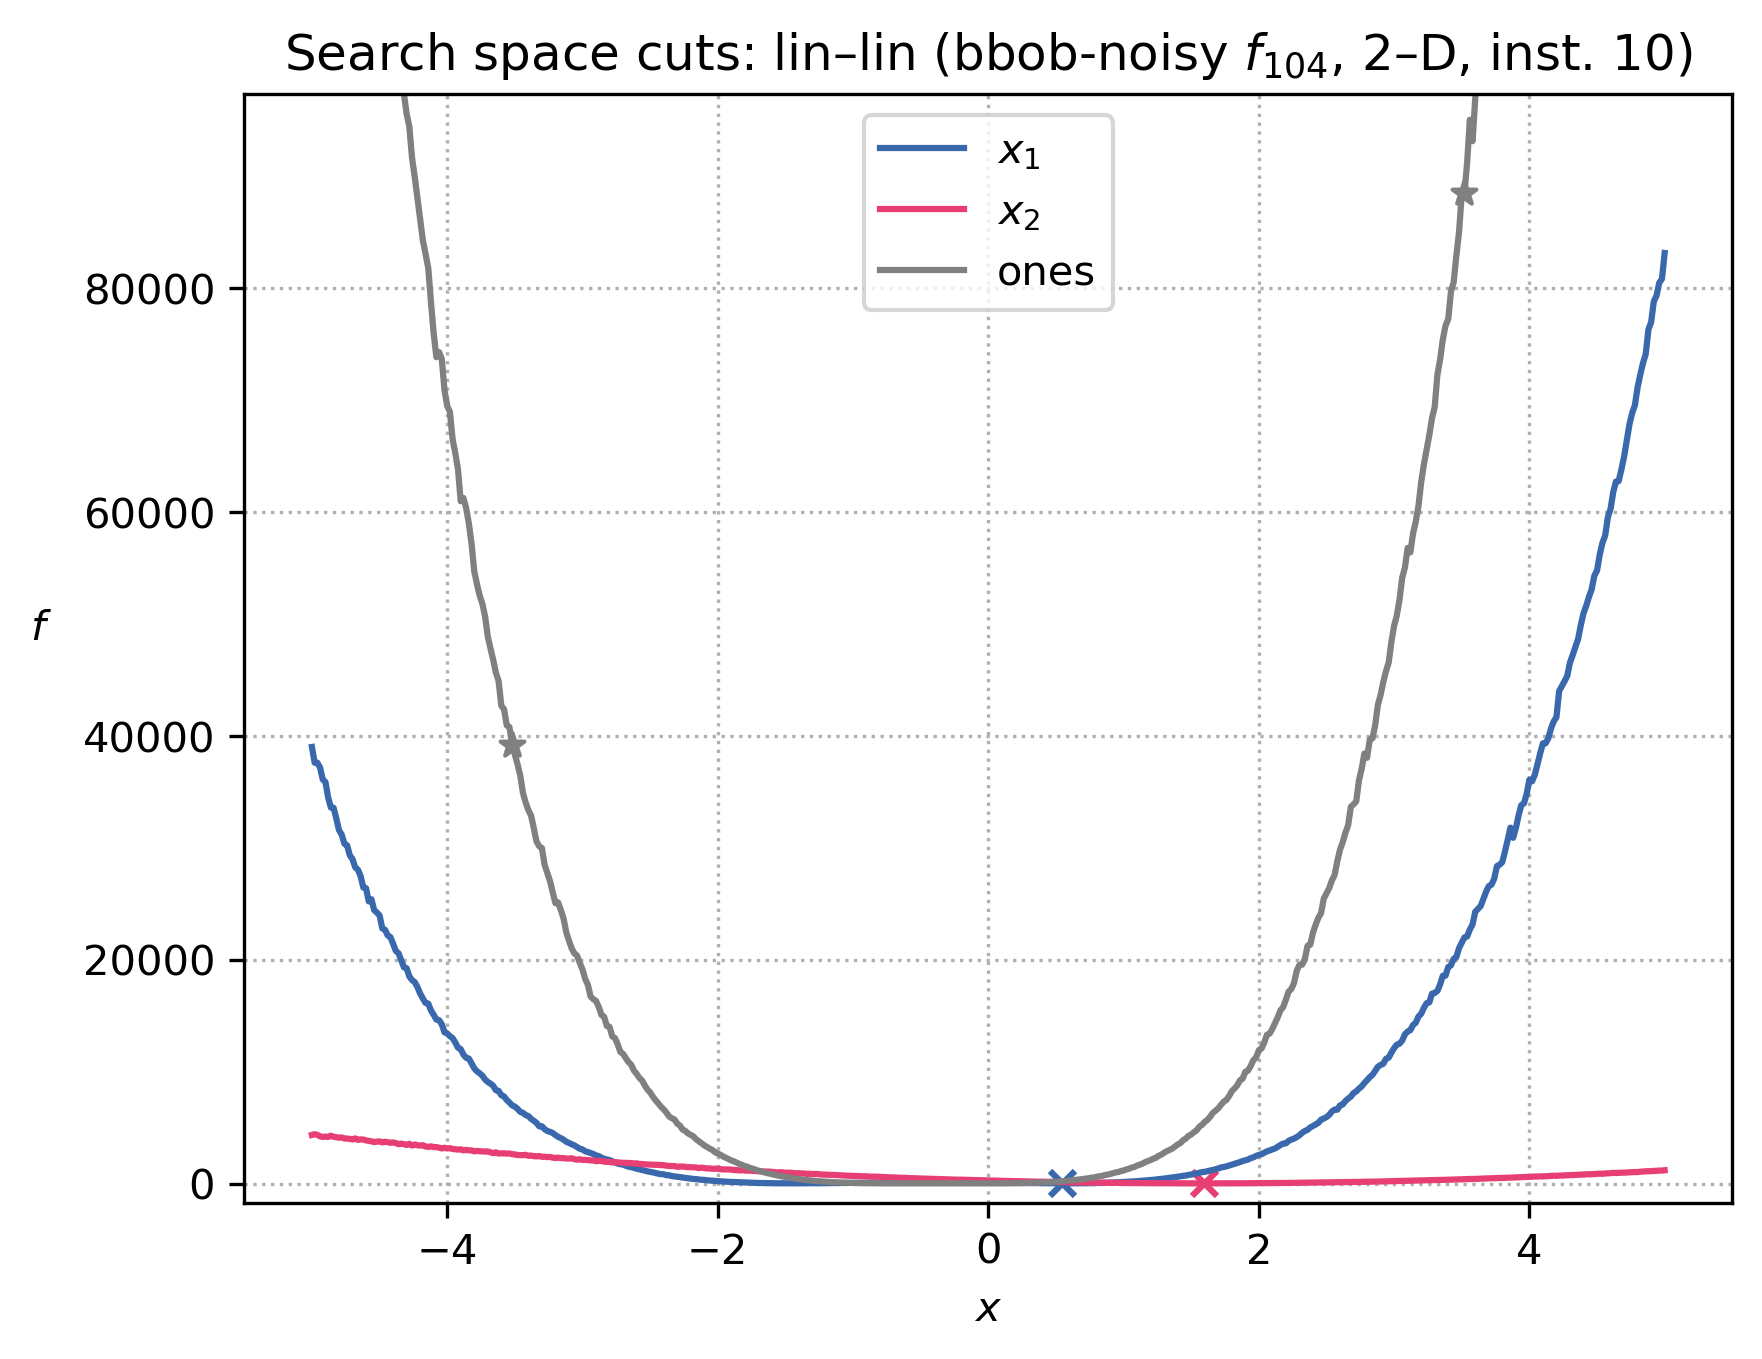 Search space cuts: lin–lin (bbob-noisy f₁₀₄, 2–D, inst. 10)
x₁
x₂
ones
80000
60000
40000
20000
0
f
−4
−2
0
2
4
x